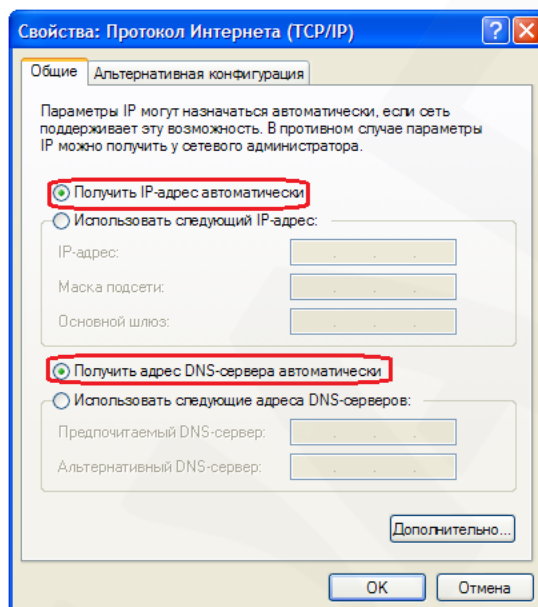 Свойства: Протокол Интернета (TCP/IP)
Общие
Альтернативная конфигурация
Параметры IP могут назначаться автоматически, если сеть
поддерживает эту возможность. В противном случае параметры
IP можно получить у сетевого администратора.
Получить IP-адрес автоматически
Использовать следующий IP-адрес:
IP-адрес:
Маска подсети:
Основной шлюз:
Получить адрес DNS-сервера автоматически
Использовать следующие адреса DNS-серверов:
Предпочитаемый DNS-сервер:
Альтернативный DNS-сервер:
Дополнительно...
OK
Отмена